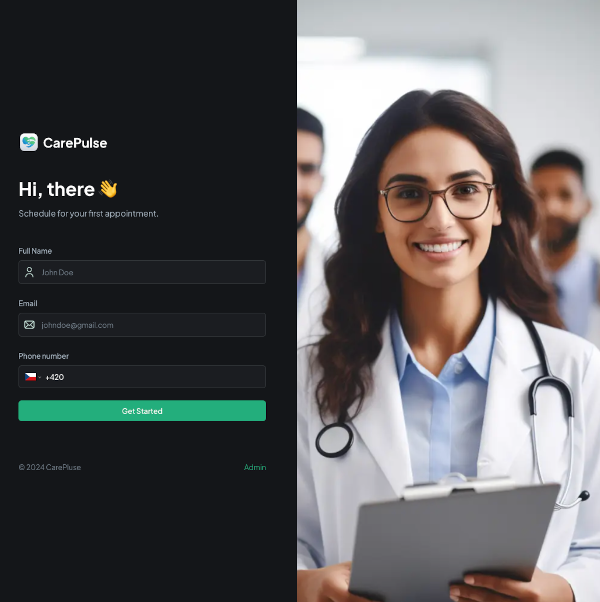 CarePulse
Hi, there 👋
Schedule for your first appointment.
Full Name
John Doe
Email
johndoe@gmail.com
Phone number
+420
Get Started
© 2024 CarePluse
Admin